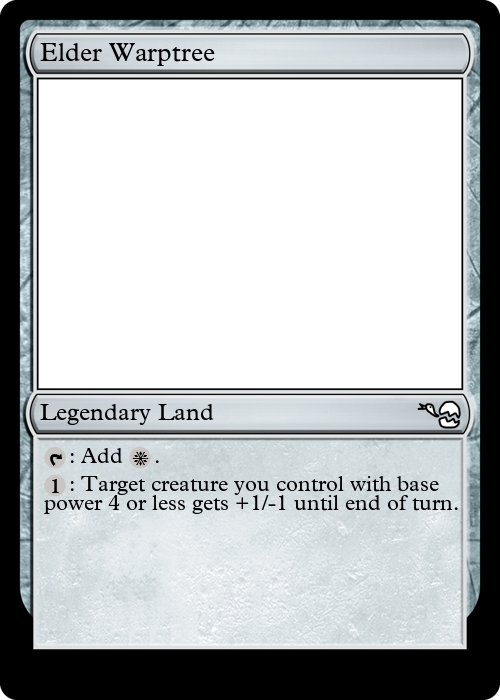 Elder Warptree
Legendary Land
: Add .
1 : Target creature you control with base
power 4 or less gets +1/-1 until end of turn.